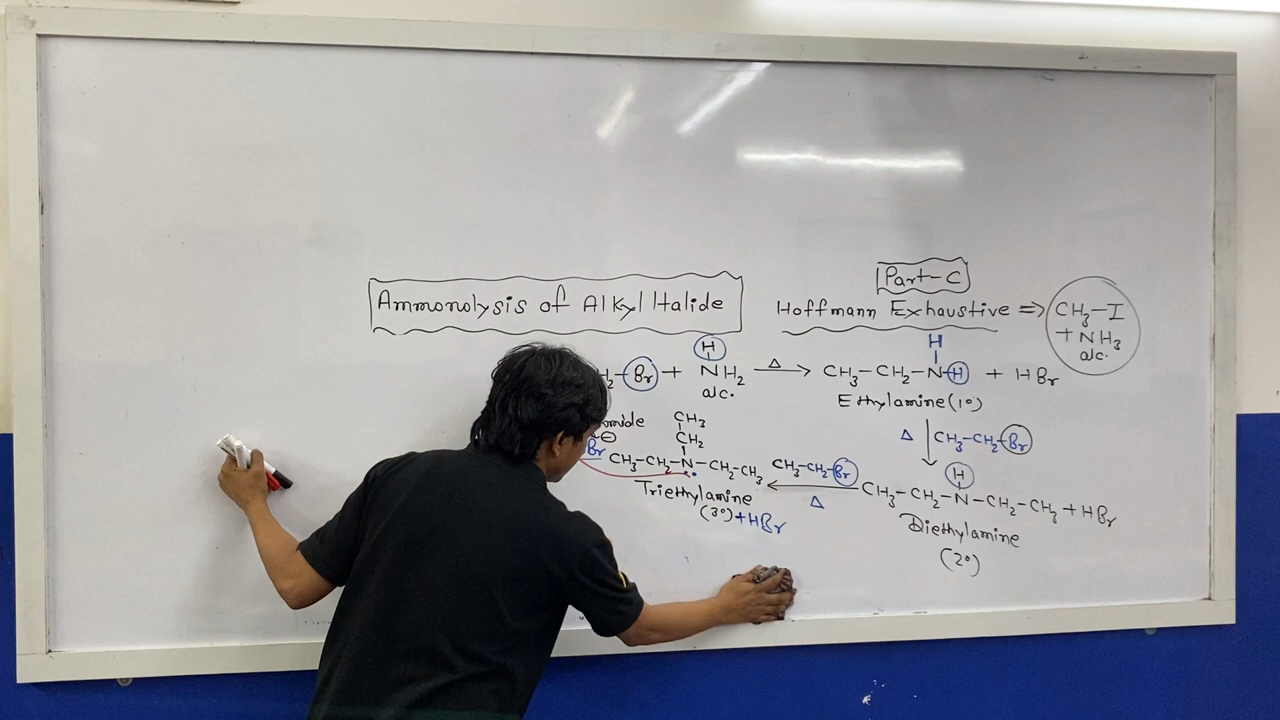 Part-C
Ammonolysis of Alkyl Halide
Hoffmann Exhaustive ⇒ CH₃-I
+ NH₃
alc.
H H
Br + NH₂ Δ → CH₃-CH₂-N-H + HBr
alc.
Ethylamine (1°)
Δ ↓ CH₃-CH₂-Br
CH₃
CH₂
⊖
Br CH₃-CH₂-N-CH₂-CH₃
CH₃-CH₂-Br
← Δ
H
CH₃-CH₂-N-CH₂-CH₃ + HBr
Triethylamine
(3°) + HBr
Diethylamine
(2°)